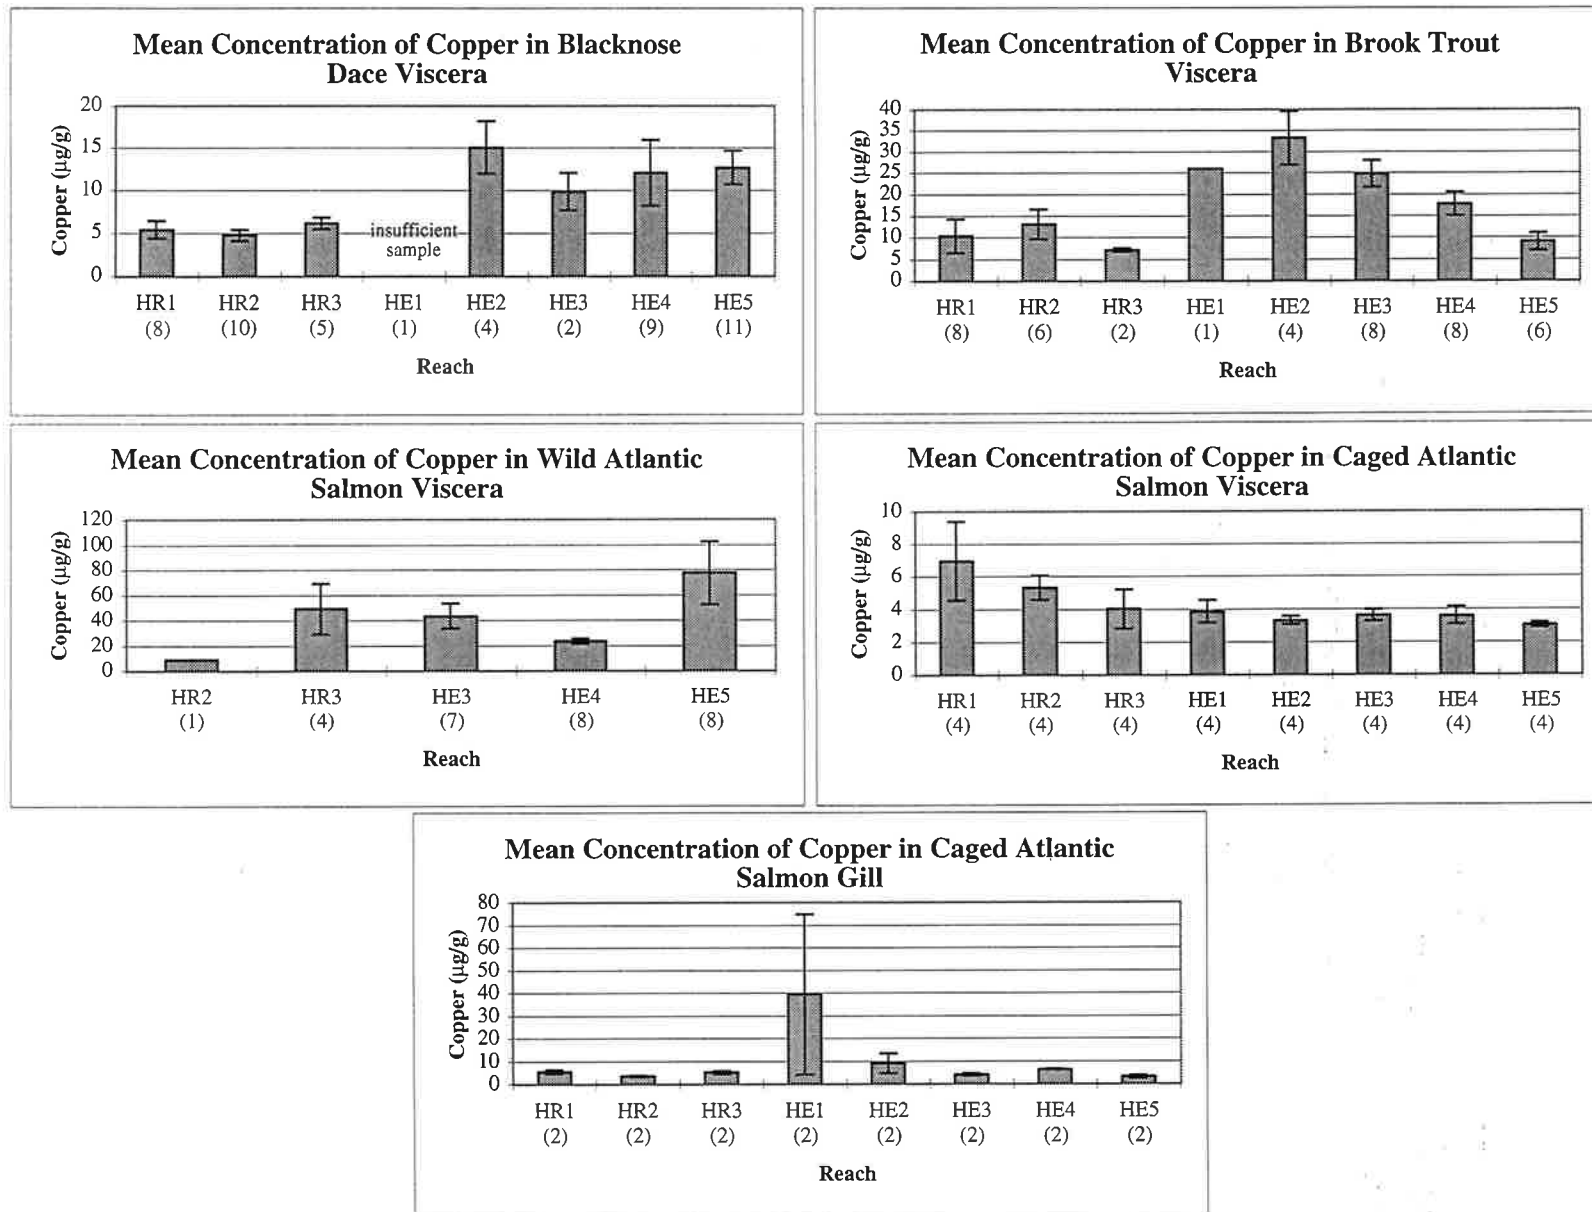 Mean Concentration of Copper in Blacknose
Dace Viscera
Copper (µg/g)
20
15
10
5
0
insufficient
sample
HR1 HR2 HR3 HE1 HE2 HE3 HE4 HE5
(8) (10) (5) (1) (4) (2) (9) (11)
Reach
Mean Concentration of Copper in Brook Trout
Viscera
Copper (µg/g)
40
35
30
25
20
15
10
5
0
HR1 HR2 HR3 HE1 HE2 HE3 HE4 HE5
(8) (6) (2) (1) (4) (8) (8) (6)
Reach
Mean Concentration of Copper in Wild Atlantic
Salmon Viscera
Copper (µg/g)
120
100
80
60
40
20
0
HR2 HR3 HE3 HE4 HE5
(1) (4) (7) (8) (8)
Reach
Mean Concentration of Copper in Caged Atlantic
Salmon Viscera
Copper (µg/g)
10
8
6
4
2
0
HR1 HR2 HR3 HE1 HE2 HE3 HE4 HE5
(4) (4) (4) (4) (4) (4) (4) (4)
Reach
Mean Concentration of Copper in Caged Atlantic
Salmon Gill
Copper (µg/g)
80
70
60
50
40
30
20
10
0
HR1 HR2 HR3 HE1 HE2 HE3 HE4 HE5
(2) (2) (2) (2) (2) (2) (2) (2)
Reach